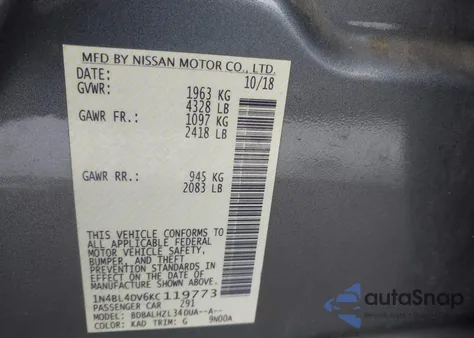 MFD BY NISSAN MOTOR CO., LTD.
DATE: 10/18
GVWR: 1963 KG
4328 LB
GAWR FR.: 1097 KG
2418 LB
GAWR RR.: 945 KG
2083 LB
THIS VEHICLE CONFORMS TO
ALL APPLICABLE FEDERAL
MOTOR VEHICLE SAFETY,
BUMPER, AND THEFT
PREVENTION STANDARDS IN
EFFECT ON THE DATE OF
MANUFACTURE SHOWN ABOVE.
1N4BL4DV6KC119773
PASSENGER CAR 291
MODEL: BDBALHZL34DUA--A--
COLOR: KAD TRIM: G 9N00A
autoSnap